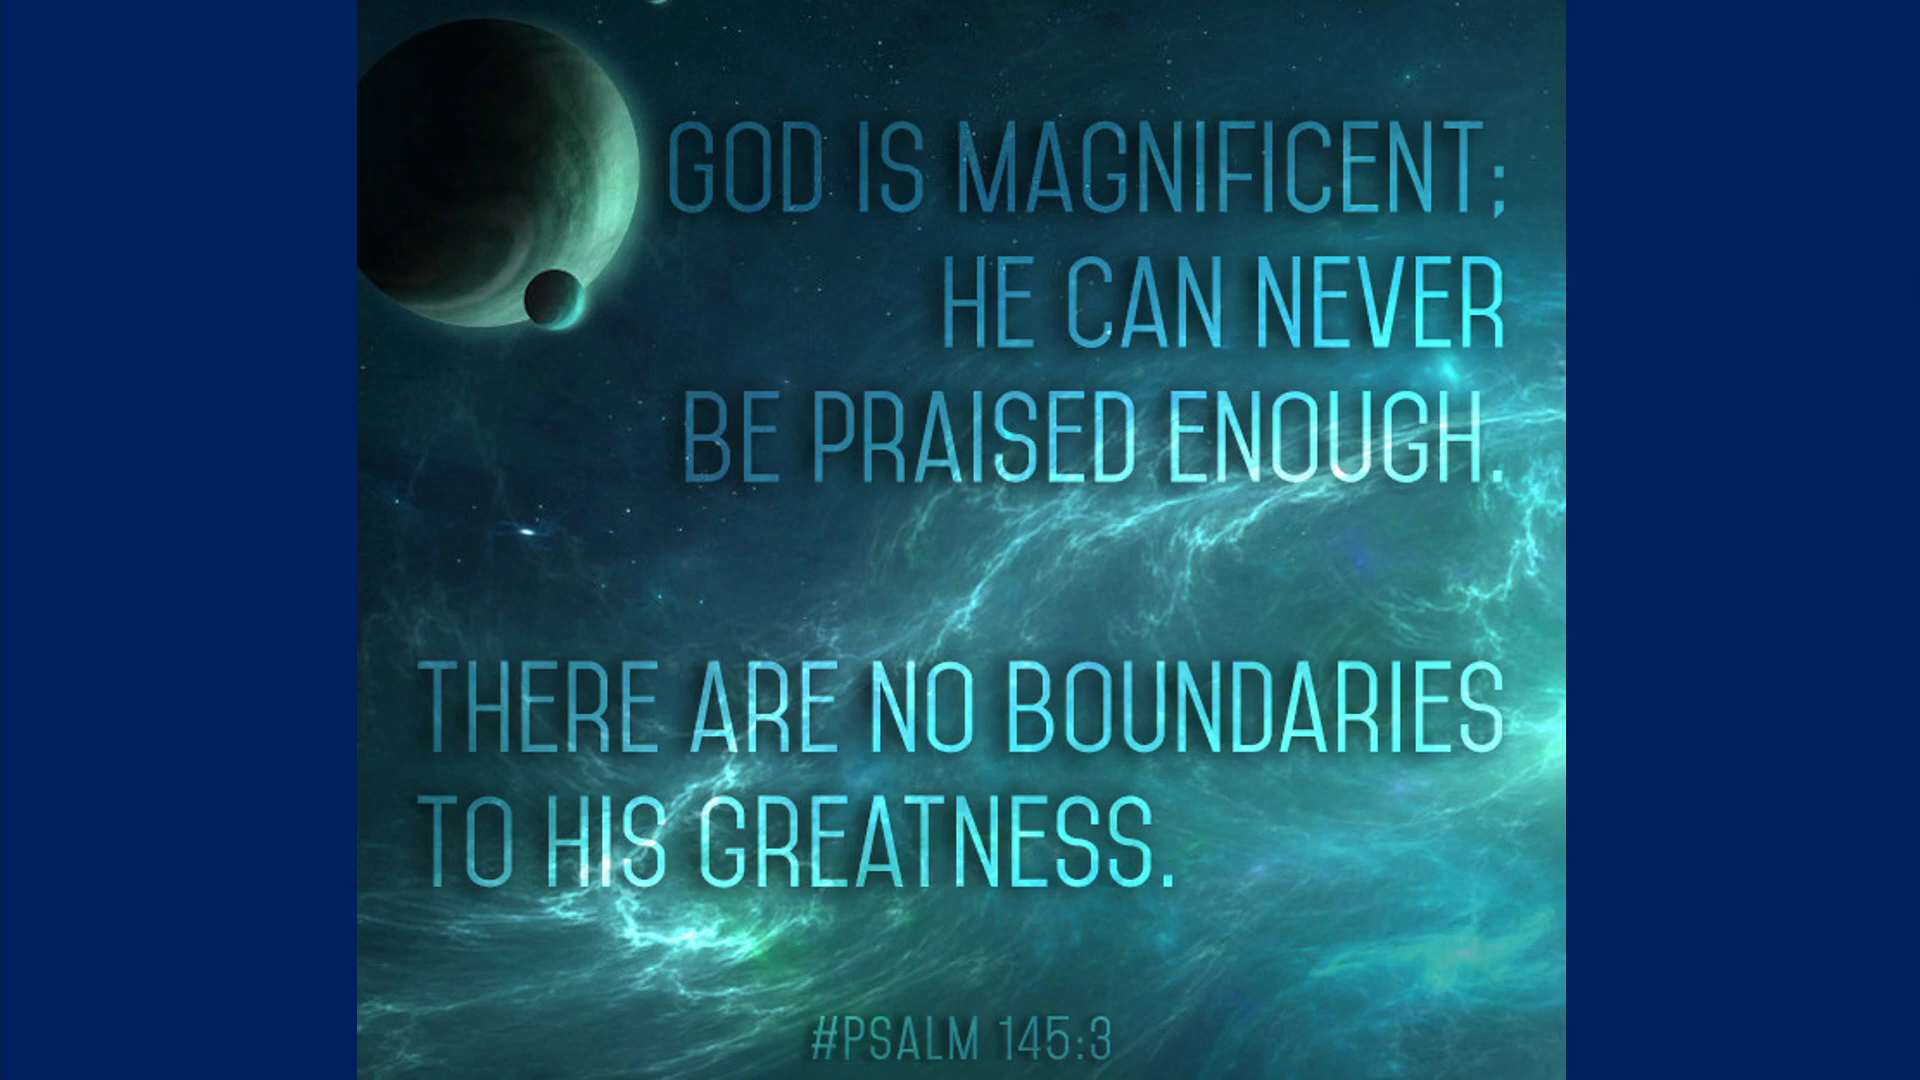 GOD IS MAGNIFICENT;
HE CAN NEVER
BE PRAISED ENOUGH.
THERE ARE NO BOUNDARIES
TO HIS GREATNESS.
#PSALM 145:3